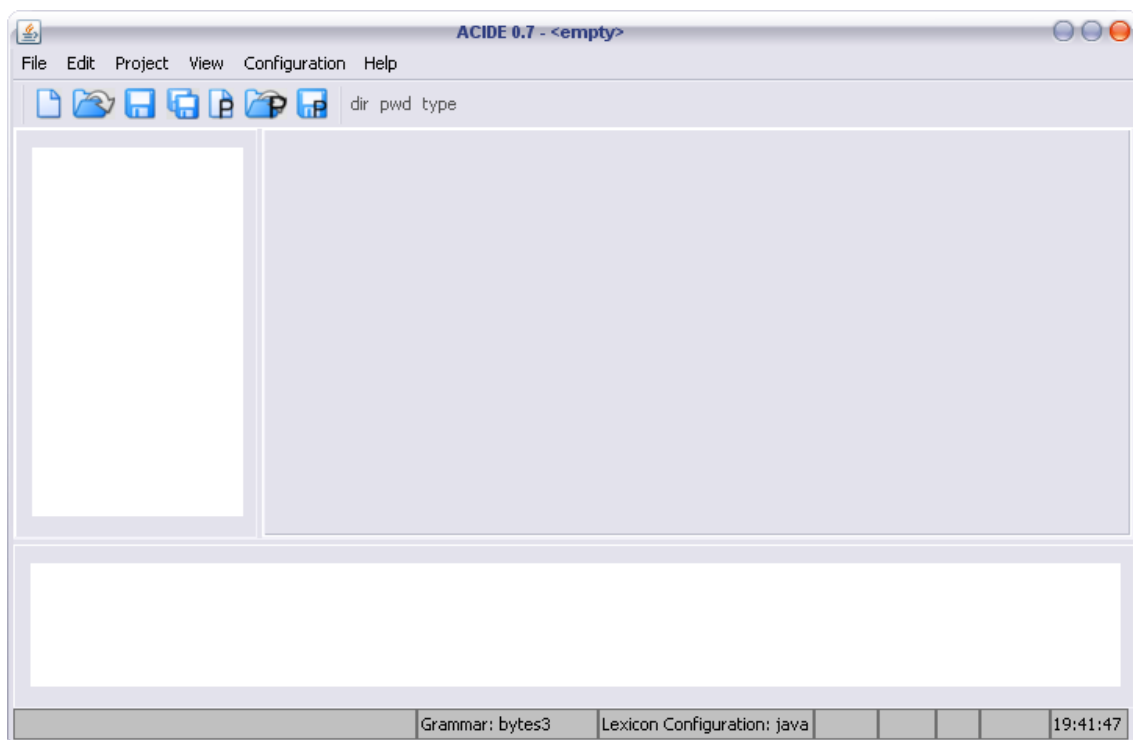 ACIDE 0.7 - <empty>
File Edit Project View Configuration Help
P P P dir pwd type
Grammar: bytes3 Lexicon Configuration: java 19:41:47